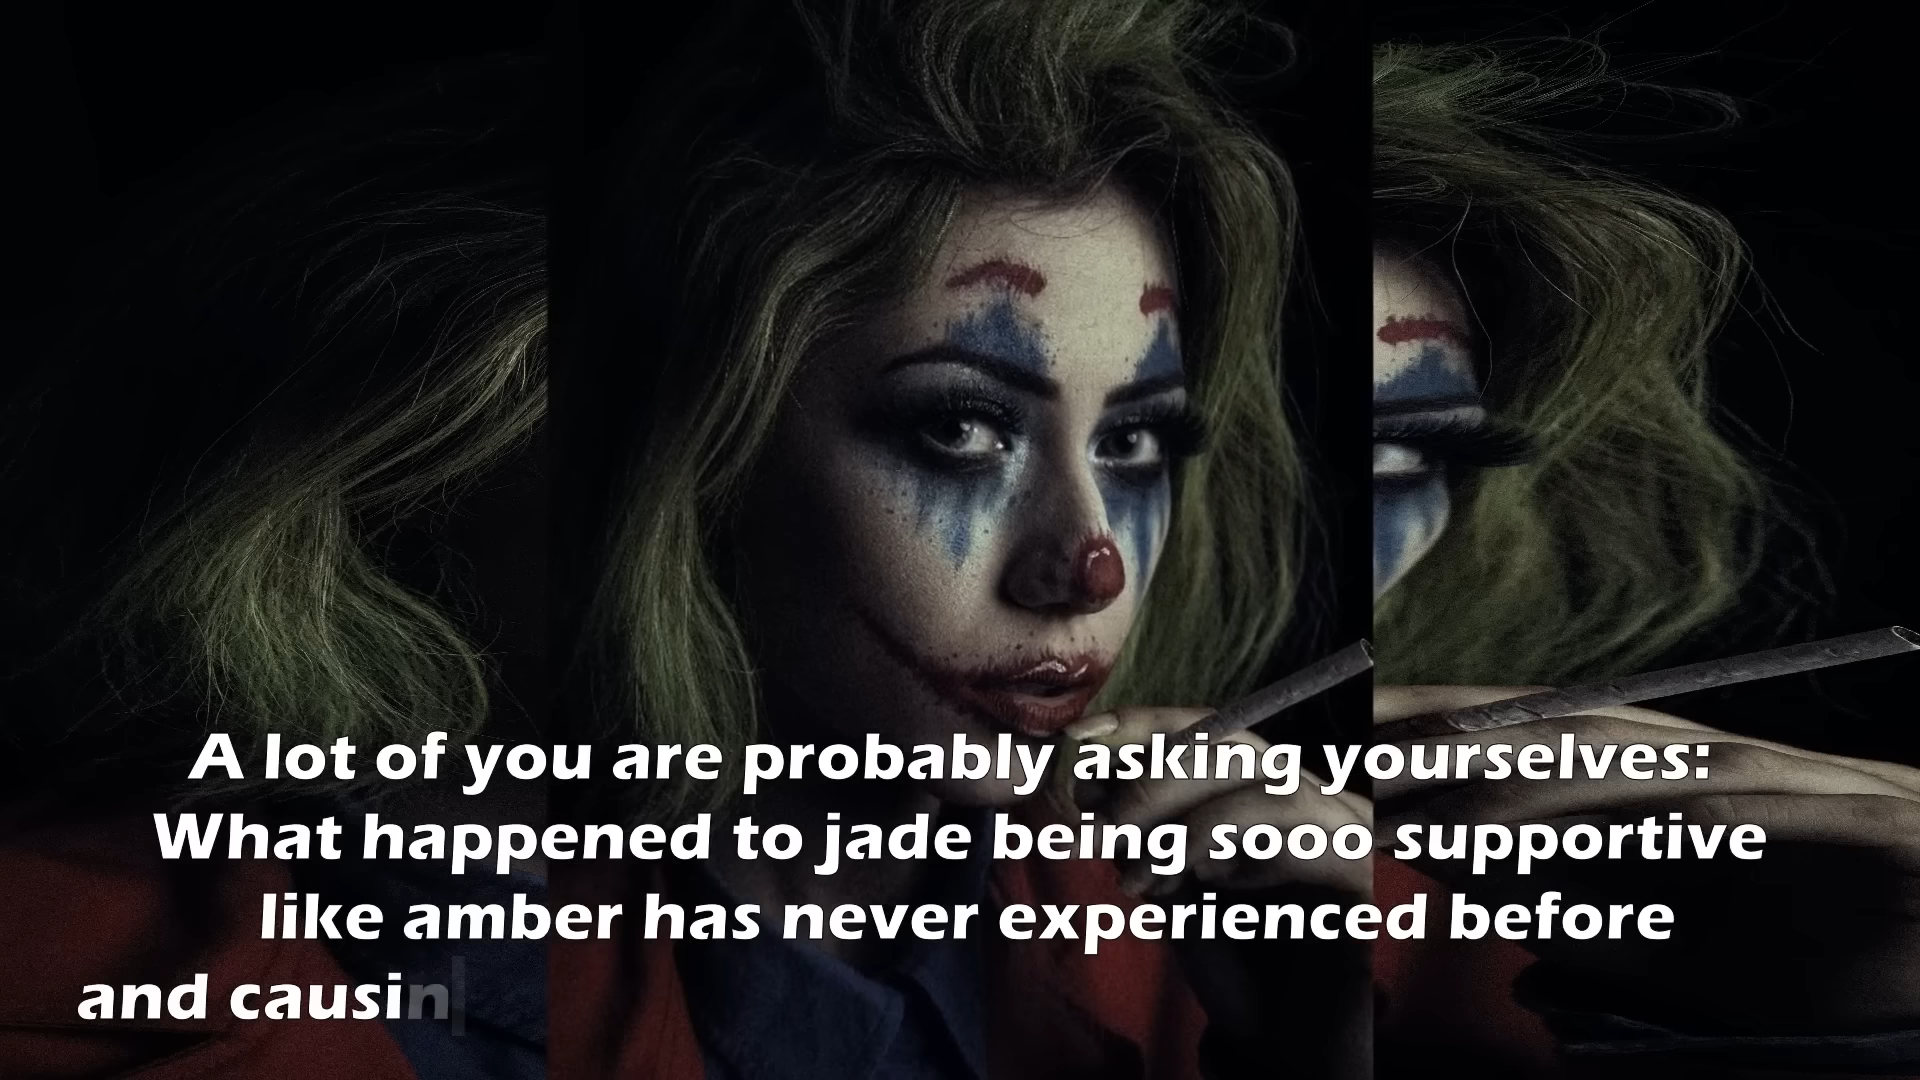 A lot of you are probably asking yourselves:
What happened to jade being sooo supportive
like amber has never experienced before
and causin